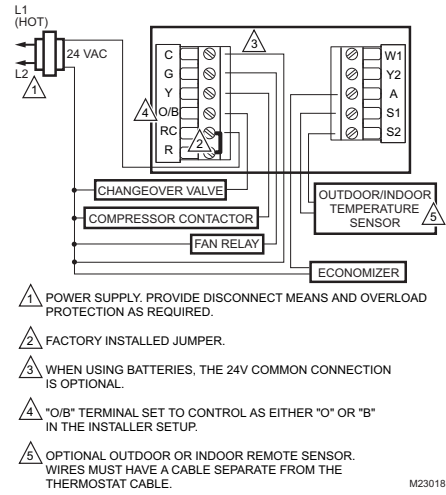 L1
(HOT)
24 VAC
L2
1
C
G
Y
O/B
RC
R
4
2
3
W1
Y2
A
S1
S2
CHANGEOVER VALVE
COMPRESSOR CONTACTOR
FAN RELAY
OUTDOOR/INDOOR
TEMPERATURE
SENSOR
5
ECONOMIZER
1 POWER SUPPLY. PROVIDE DISCONNECT MEANS AND OVERLOAD
PROTECTION AS REQUIRED.
2 FACTORY INSTALLED JUMPER.
3 WHEN USING BATTERIES, THE 24V COMMON CONNECTION
IS OPTIONAL.
4 "O/B" TERMINAL SET TO CONTROL AS EITHER "O" OR "B"
IN THE INSTALLER SETUP.
5 OPTIONAL OUTDOOR OR INDOOR REMOTE SENSOR.
WIRES MUST HAVE A CABLE SEPARATE FROM THE
THERMOSTAT CABLE.
M23018